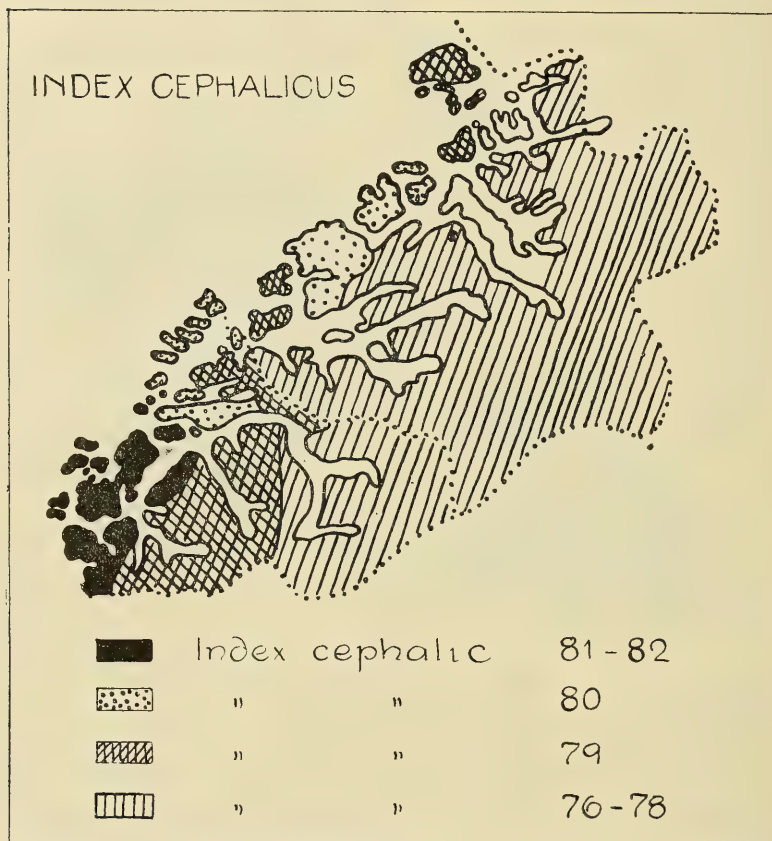 INDEX CEPHALICUS
Index cephalic 81-82
" " 80
" " 79
" " 76-78